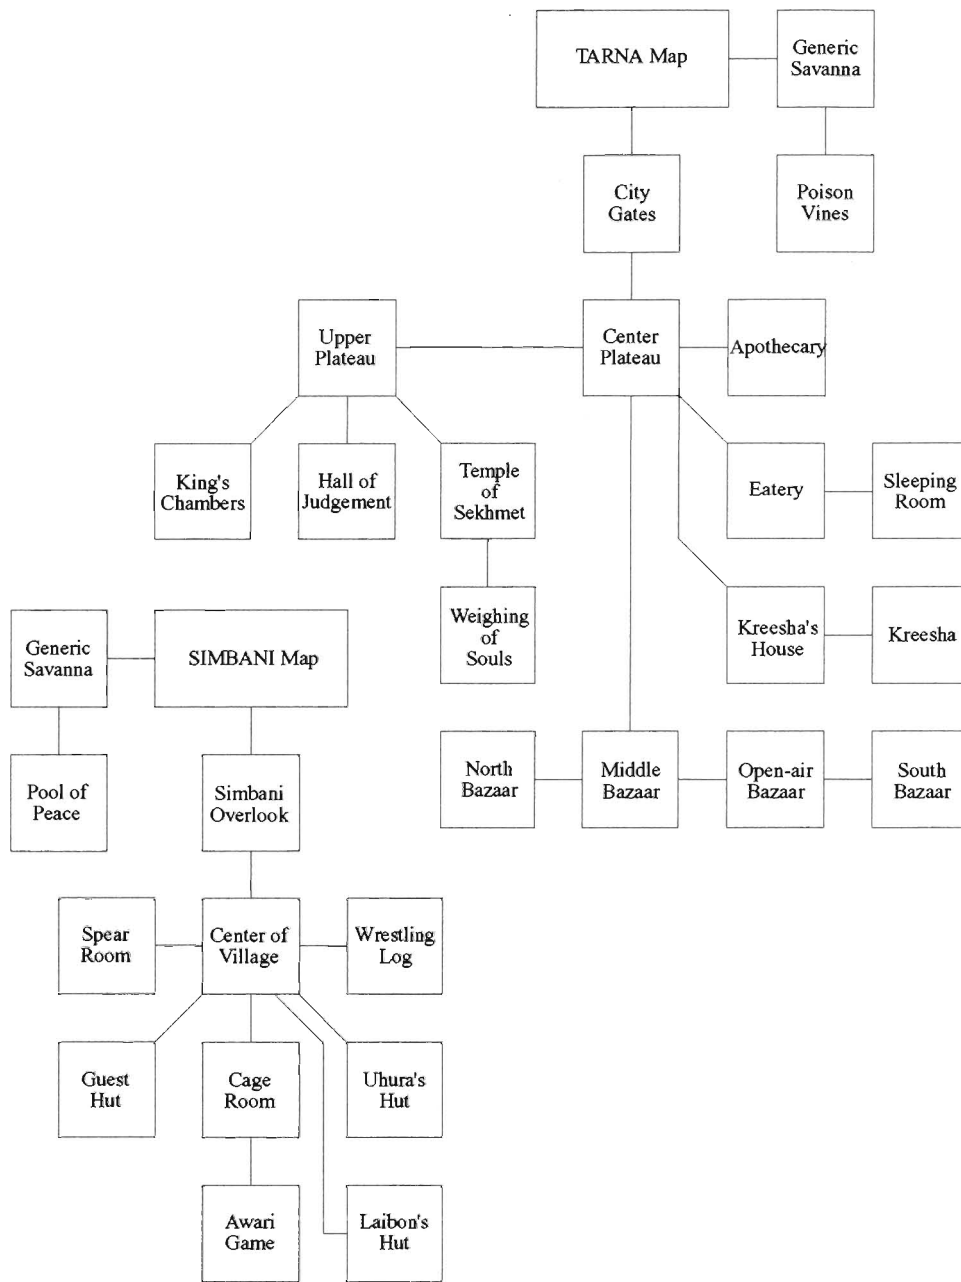 TARNA Map
Generic
Savanna
City
Gates
Poison
Vines
Upper
Plateau
Center
Plateau
Apothecary
King's
Chambers
Hall of
Judgement
Temple
of
Sekhmet
Eatery
Sleeping
Room
Weighing
of
Souls
Kreesha's
House
Kreesha
Generic
Savanna
SIMBANI Map
North
Bazaar
Middle
Bazaar
Open-air
Bazaar
South
Bazaar
Pool of
Peace
Simbani
Overlook
Spear
Room
Center of
Village
Wrestling
Log
Guest
Hut
Cage
Room
Uhura's
Hut
Awari
Game
Laibon's
Hut